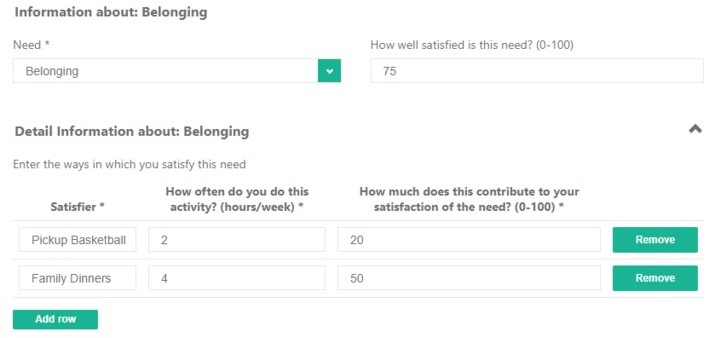 Information about: Belonging
Need * How well satisfied is this need? (0-100)
Belonging 75
Detail Information about: Belonging
Enter the ways in which you satisfy this need
How often do you do this How much does this contribute to your
Satisfier * activity? (hours/week) * satisfaction of the need? (0-100) *
Pickup Basketball 2 20 Remove
Family Dinners 4 50 Remove
Add row